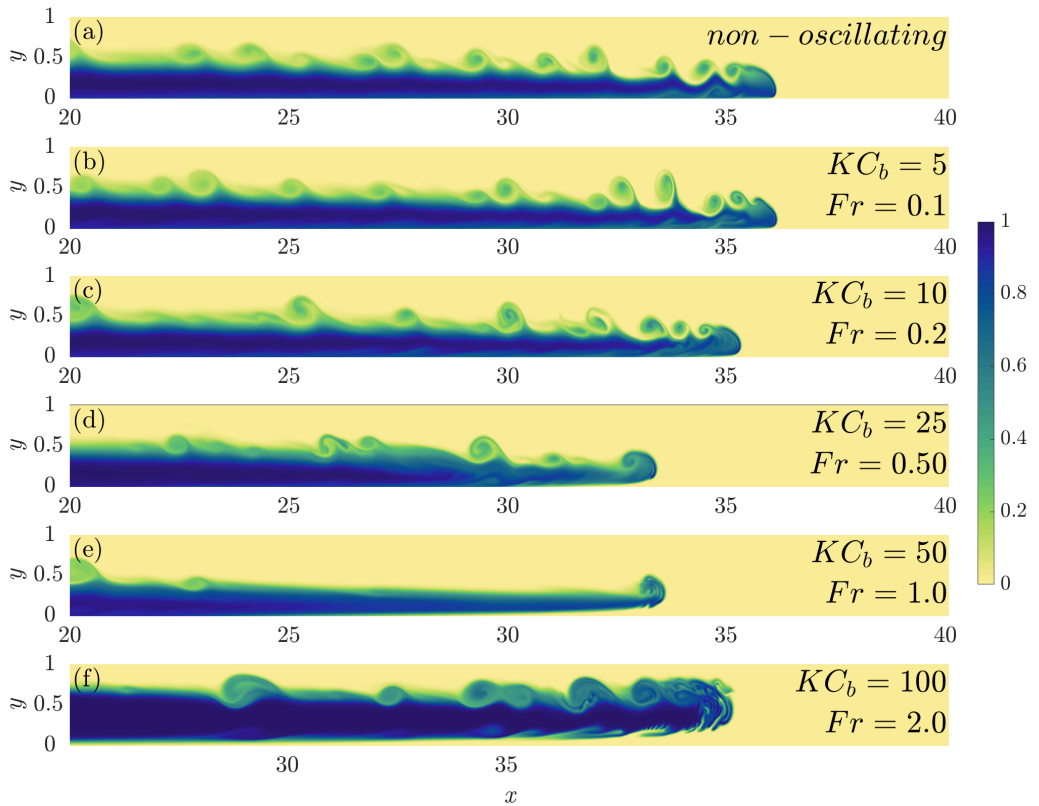 1
(a)
non − oscillating
y
0.5
0
20
25
30
35
40
1
(b)
KC_b = 5
y
0.5
Fr = 0.1
0
20
25
30
35
40
1
(c)
KC_b = 10
y
0.5
Fr = 0.2
0
20
25
30
35
40
1
(d)
KC_b = 25
y
0.5
Fr = 0.50
0
20
25
30
35
40
1
(e)
KC_b = 50
y
0.5
Fr = 1.0
0
20
25
30
35
40
1
(f)
KC_b = 100
y
0.5
Fr = 2.0
0
30
35
x
1
0.8
0.6
0.4
0.2
0